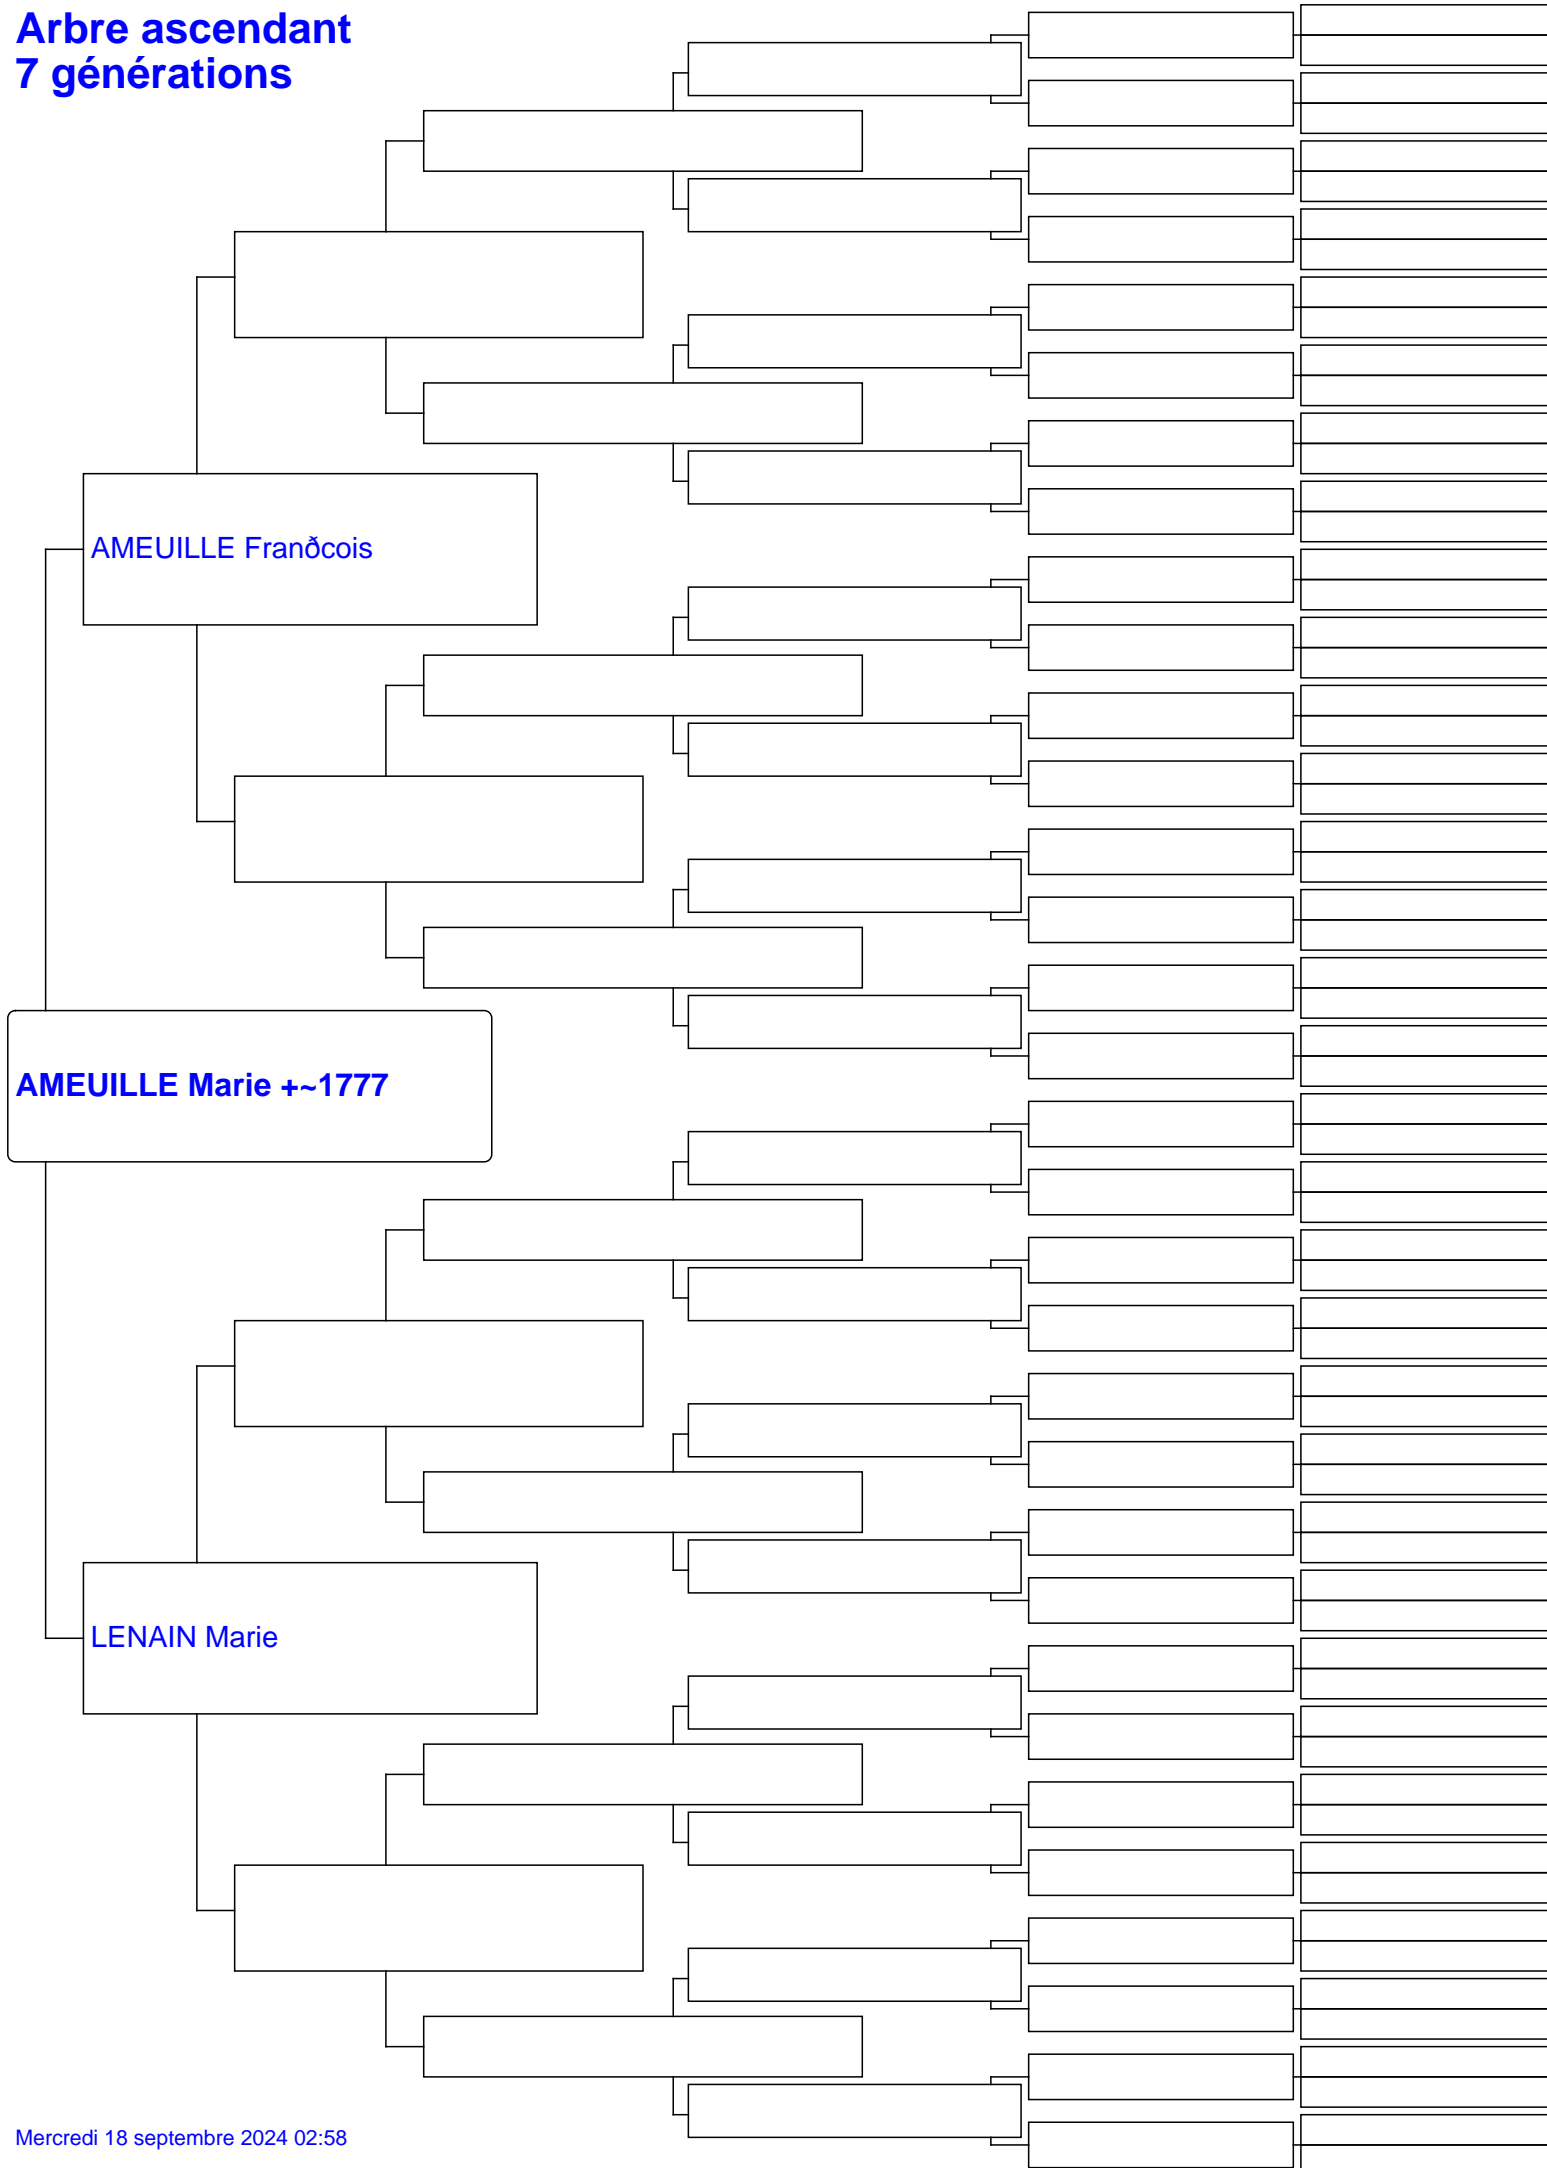 Arbre ascendant
7 générations
AMEUILLE Franðcois
AMEUILLE Marie +~1777
LENAIN Marie
Mercredi 18 septembre 2024 02:58